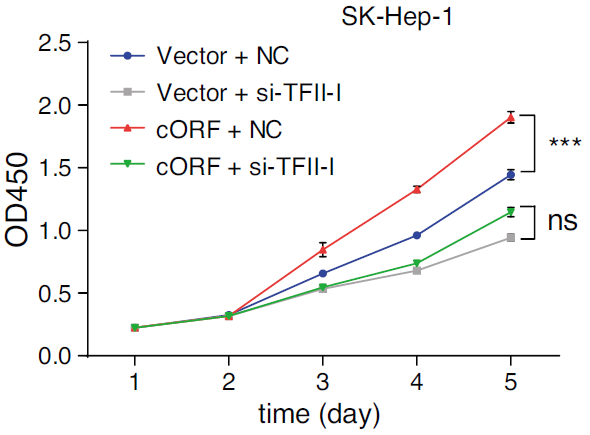 SK-Hep-1
2.5
2.0
1.5
1.0
0.5
0.0
OD450
Vector + NC
Vector + si-TFII-I
cORF + NC
cORF + si-TFII-I
***
ns
1 2 3 4 5
time (day)